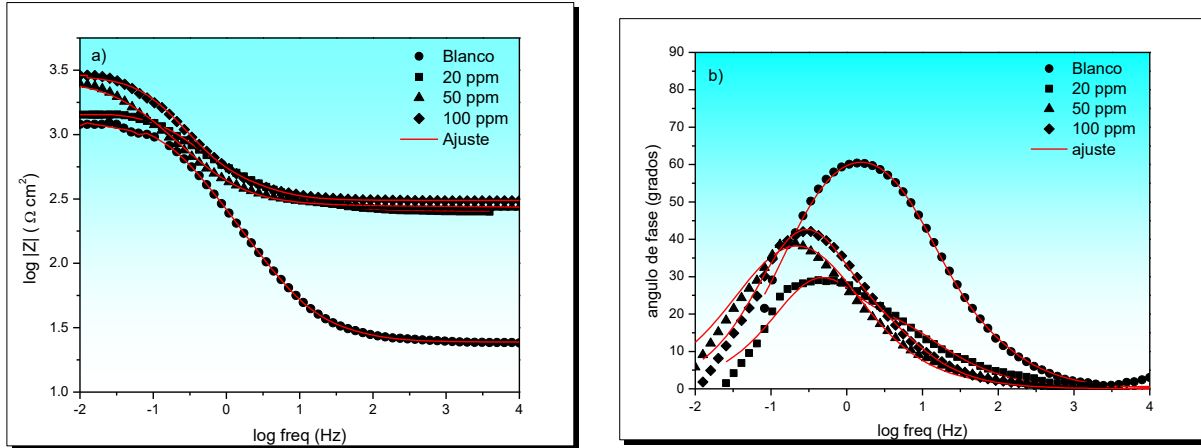 a)
Blanco
20 ppm
50 ppm
100 ppm
Ajuste
log |Z| ( Ω cm²)
3.5
3.0
2.5
2.0
1.5
1.0
-2 -1 0 1 2 3 4
log freq (Hz)
b)
Blanco
20 ppm
50 ppm
100 ppm
ajuste
angulo de fase (grados)
90
80
70
60
50
40
30
20
10
0
-2 -1 0 1 2 3 4
log freq (Hz)